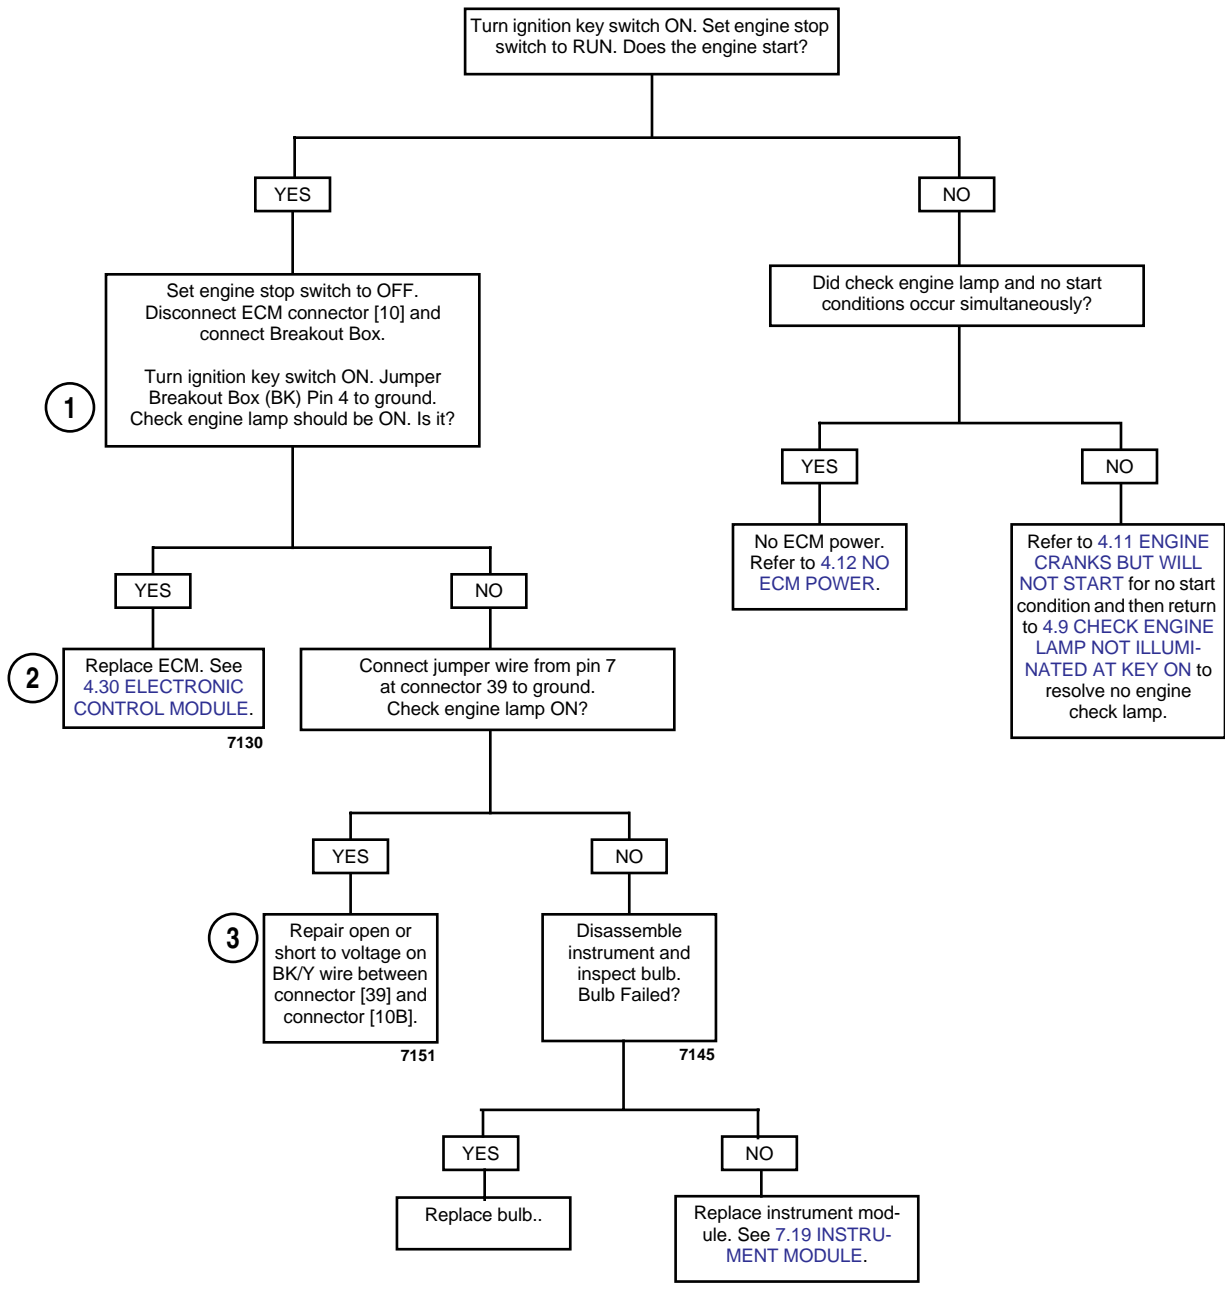 Turn ignition key switch ON. Set engine stop
switch to RUN. Does the engine start?
YES
NO
Set engine stop switch to OFF.
Disconnect ECM connector [10] and
connect Breakout Box.
Turn ignition key switch ON. Jumper
Breakout Box (BK) Pin 4 to ground.
Check engine lamp should be ON. Is it?
1
Did check engine lamp and no start
conditions occur simultaneously?
YES
NO
No ECM power.
Refer to 4.12 NO
ECM POWER.
Refer to 4.11 ENGINE
CRANKS BUT WILL
NOT START for no start
condition and then return
to 4.9 CHECK ENGINE
LAMP NOT ILLUMI-
NATED AT KEY ON to
resolve no engine
check lamp.
YES
NO
2
Replace ECM. See
4.30 ELECTRONIC
CONTROL MODULE.
7130
Connect jumper wire from pin 7
at connector 39 to ground.
Check engine lamp ON?
YES
NO
3
Repair open or
short to voltage on
BK/Y wire between
connector [39] and
connector [10B].
7151
Disassemble
instrument and
inspect bulb.
Bulb Failed?
7145
YES
NO
Replace bulb..
Replace instrument mod-
ule. See 7.19 INSTRU-
MENT MODULE.